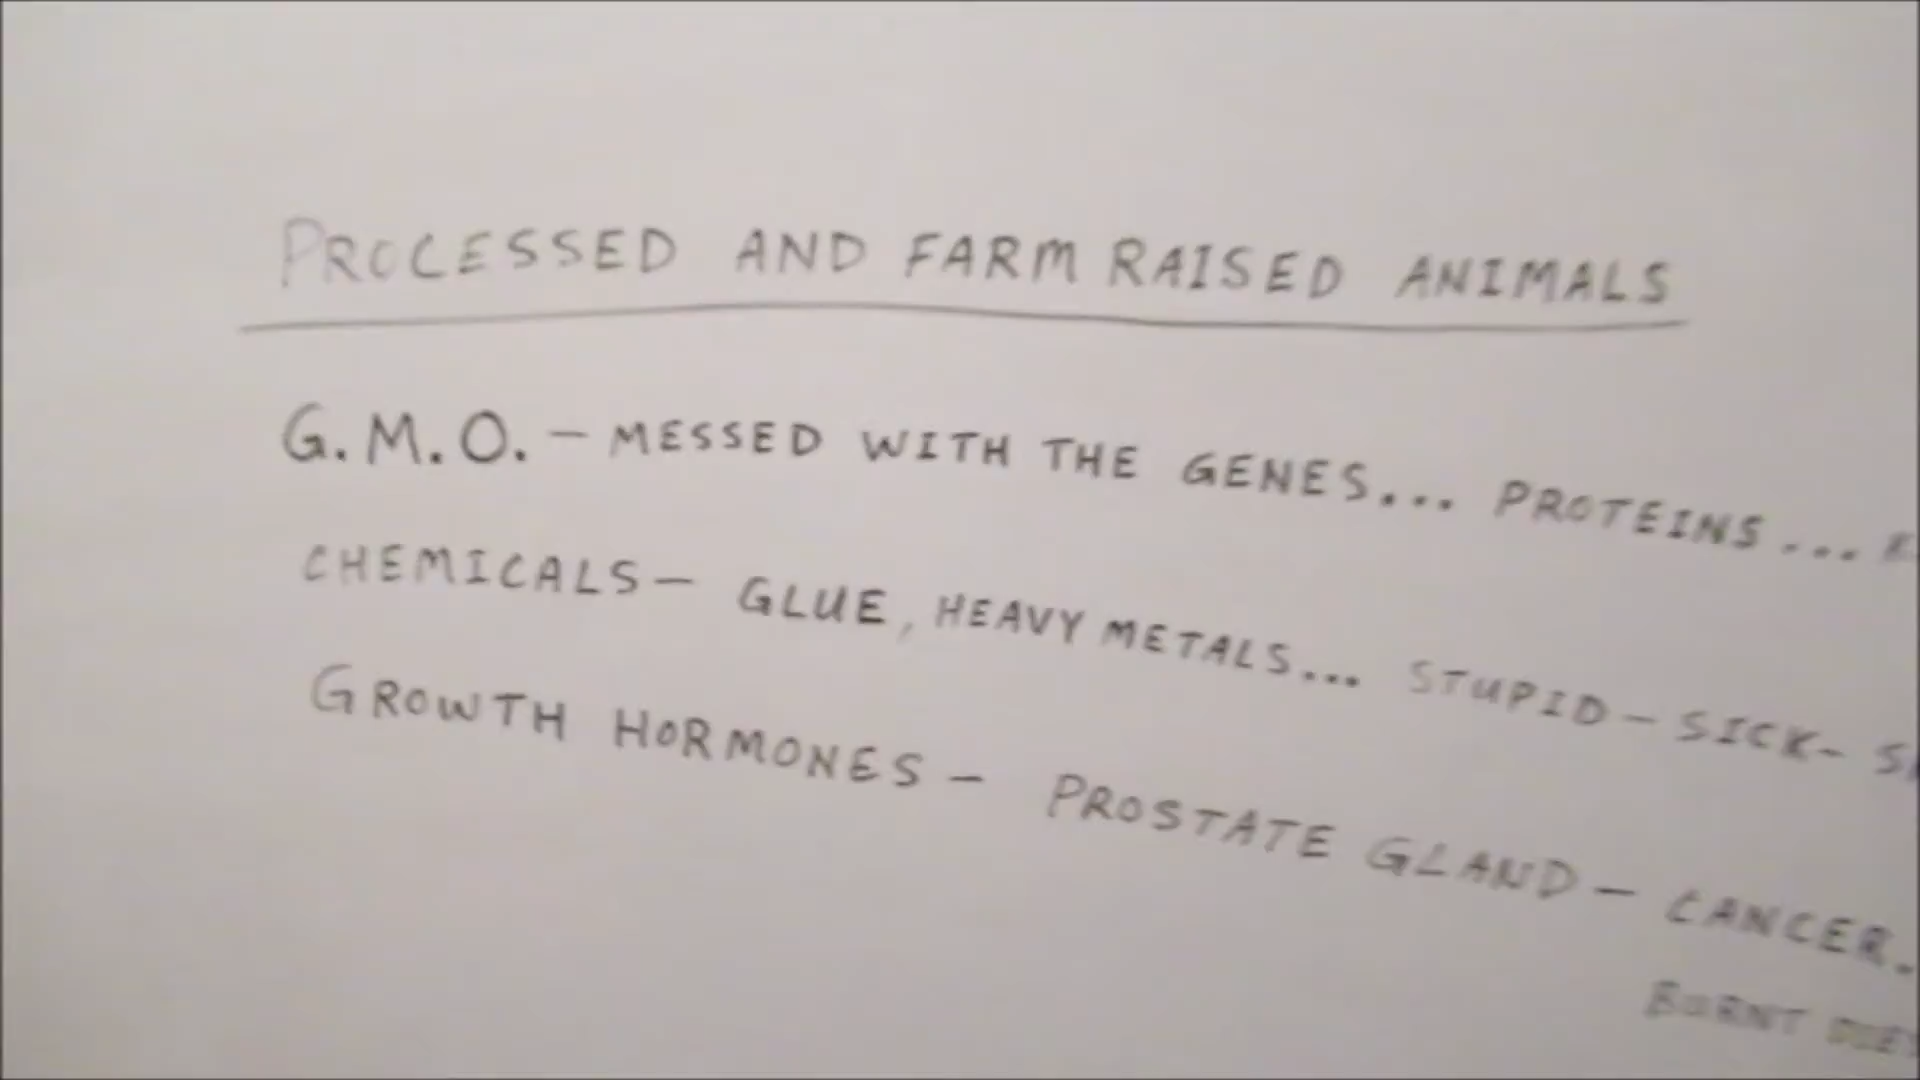 PROCESSED AND FARM RAISED ANIMALS
G.M.O. - MESSED WITH THE GENES... PROTEINS...
CHEMICALS - GLUE, HEAVY METALS... STUPID - SICK-
GROWTH HORMONES - PROSTATE GLAND - CANCER.
BURNT